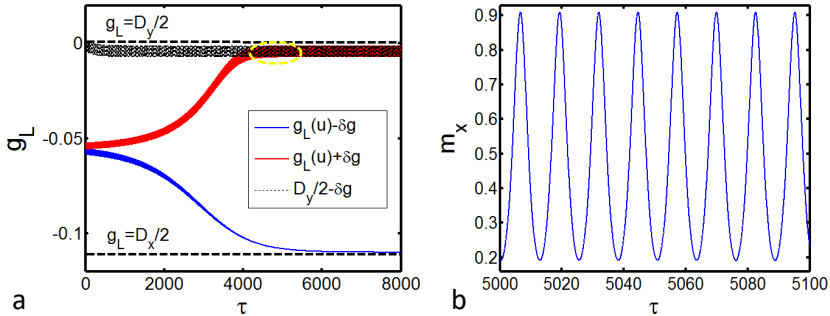 g_L=D_y/2
0
-0.05
-0.1
g_L
g_L(u)-δg
g_L(u)+δg
D_y/2-δg
g_L=D_x/2
0 2000 4000 6000 8000
τ
a
0.9
0.8
0.7
0.6
0.5
0.4
0.3
0.2
m_x
5000 5020 5040 5060 5080 5100
τ
b